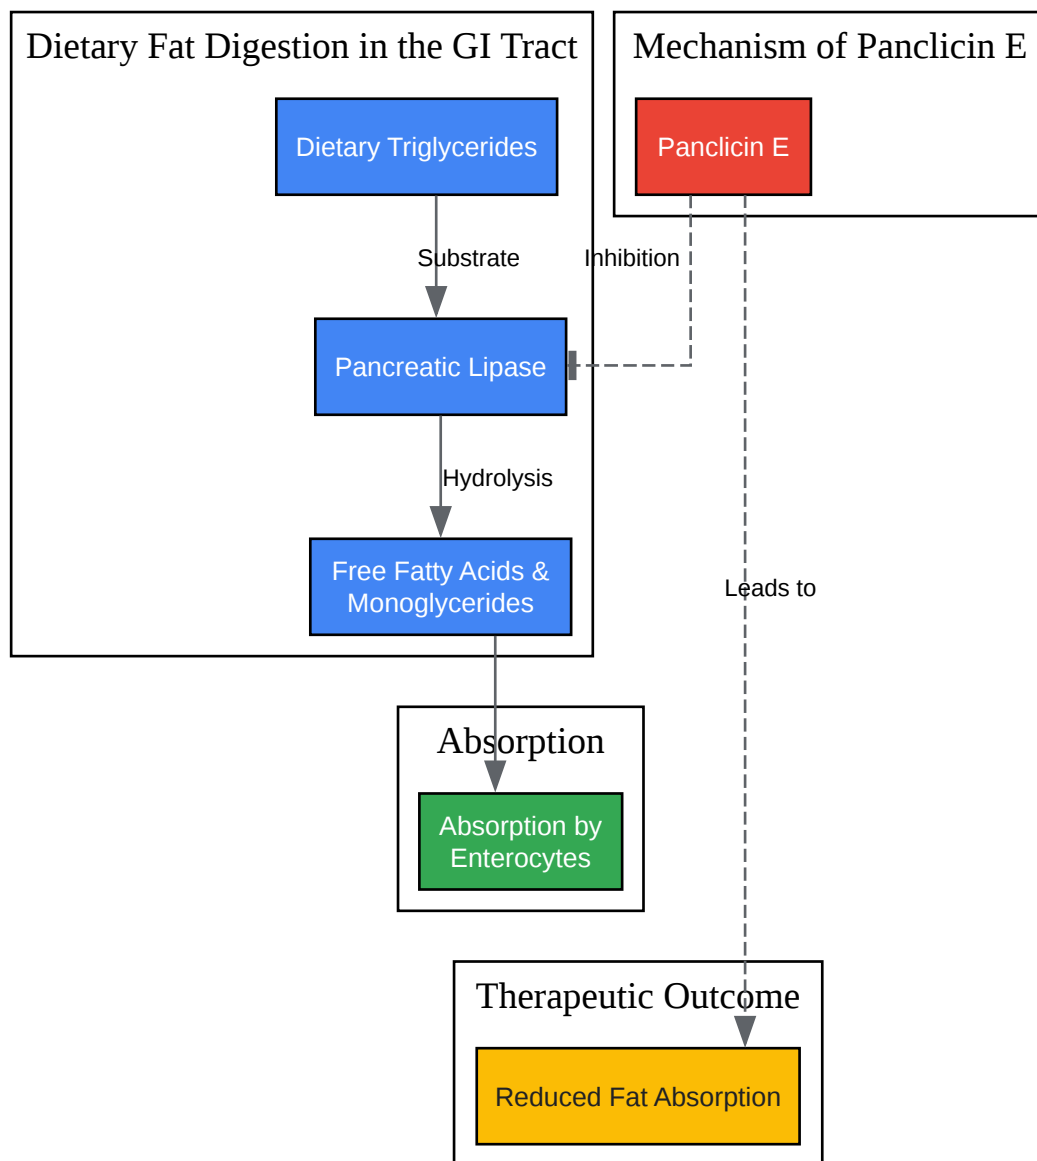 Dietary Fat Digestion in the GI Tract
Mechanism of Panclicin E
Dietary Triglycerides
Panclicin E
Substrate
Inhibition
Pancreatic Lipase
Hydrolysis
Free Fatty Acids &
Monoglycerides
Leads to
Absorption
Absorption by
Enterocytes
Therapeutic Outcome
Reduced Fat Absorption